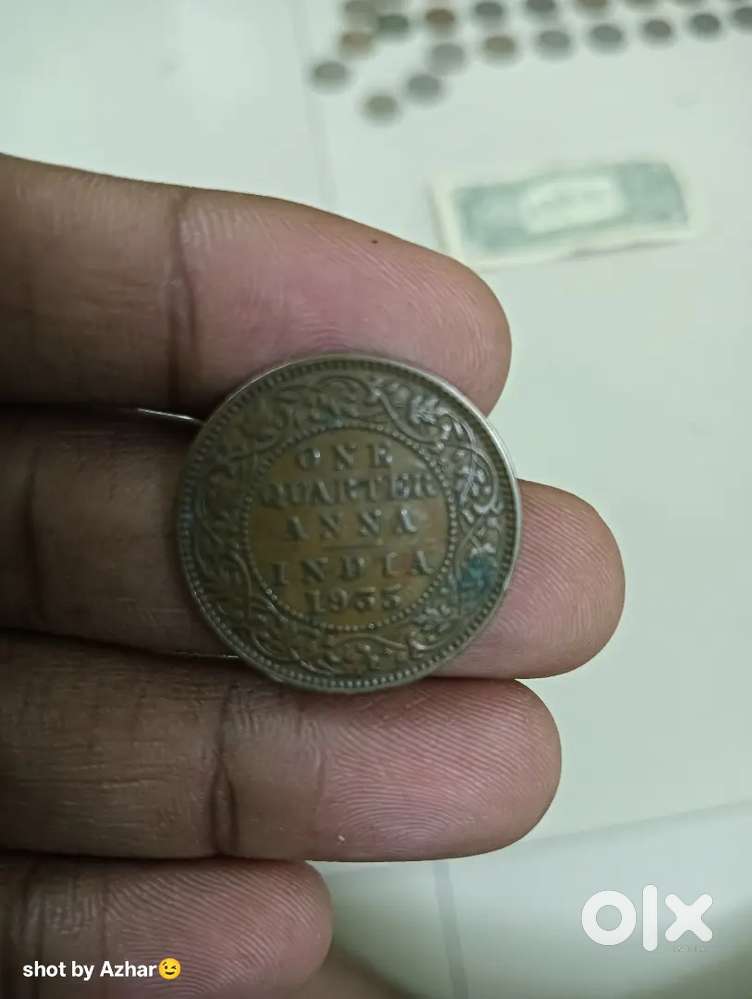 ONE
QUARTER
ANNA
INDIA
1935
olx
shot by Azhar😉